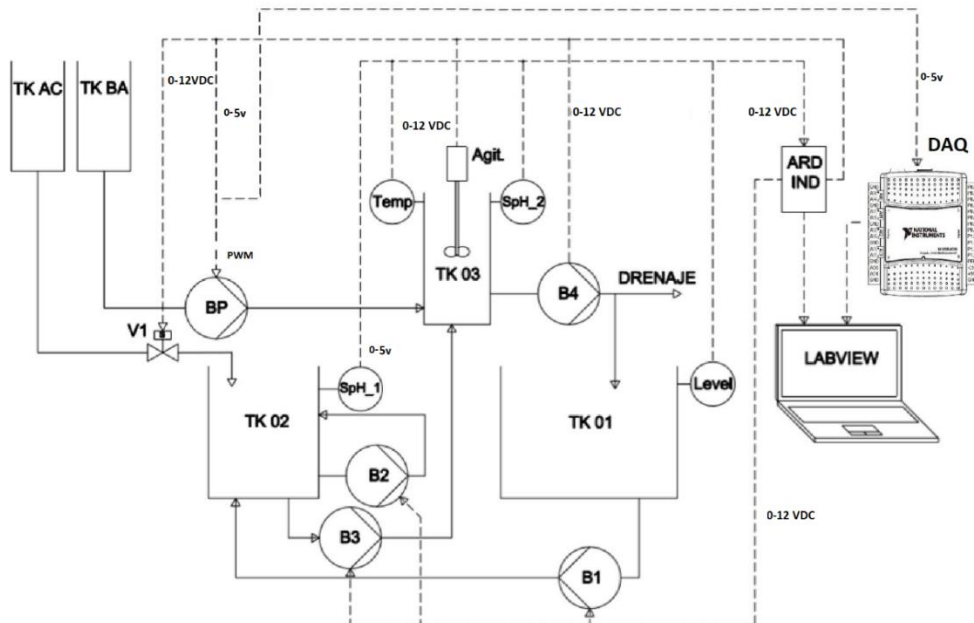 TK AC
TK BA
0-12VDC
0-5v
0-12 VDC
0-12 VDC
0-12 VDC
0-5v
DAQ
Agit.
ARD
IND
Temp
SpH_2
NATIONAL
INSTRUMENTS
PWM
TK 03
BP
B4
DRENAJE
V1
0-5v
LABVIEW
SpH_1
Level
TK 02
TK 01
B2
0-12 VDC
B3
B1